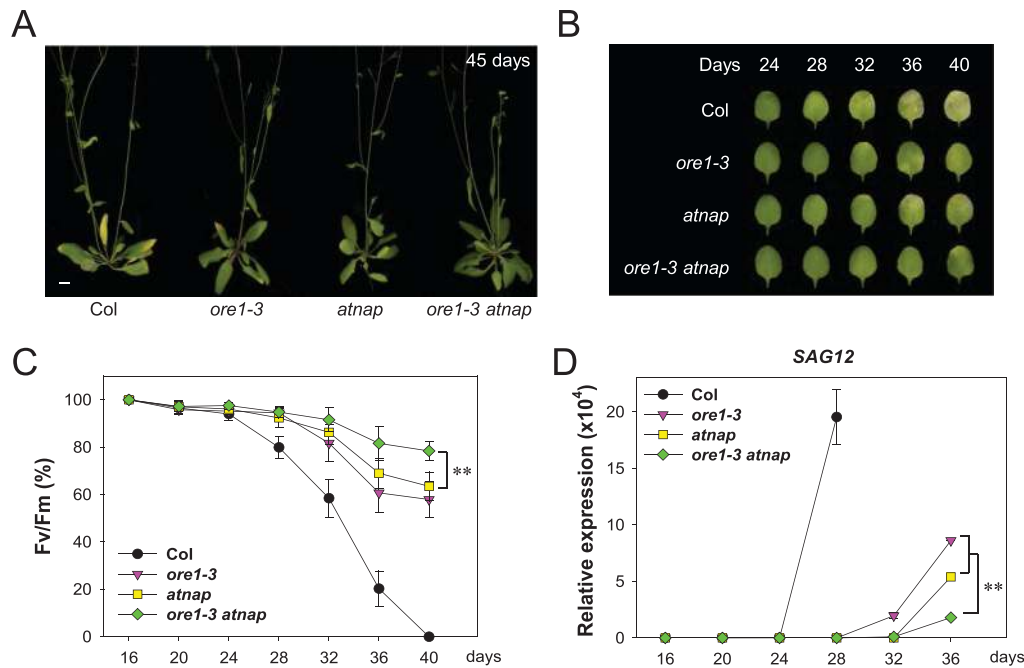 A
45 days
Col
ore1-3
atnap
ore1-3 atnap
B
Days 24 28 32 36 40
Col
ore1-3
atnap
ore1-3 atnap
C
Fv/Fm (%)
100
80
60
40
20
0
**
Col
ore1-3
atnap
ore1-3 atnap
16 20 24 28 32 36 40 days
D
SAG12
Relative expression (x10⁴)
20
15
10
5
0
Col
ore1-3
atnap
ore1-3 atnap
**
16 20 24 28 32 36 days